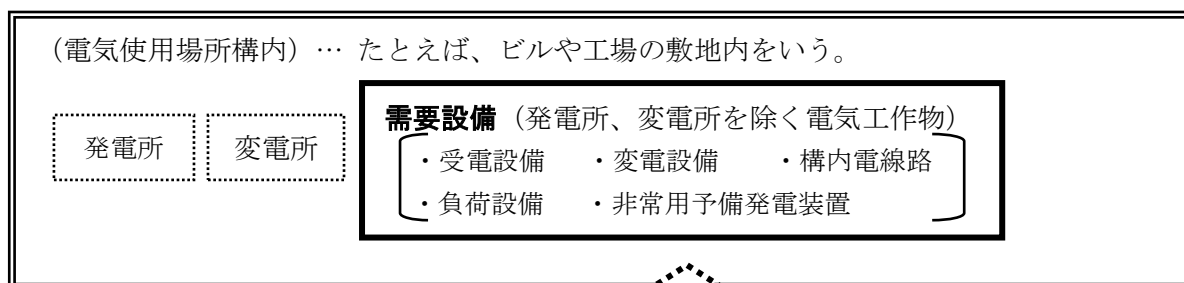 （電気使用場所構内）… たとえば、ビルや工場の敷地内をいう。
需要設備（発電所、変電所を除く電気工作物）
発電所 変電所 ・受電設備 ・変電設備 ・構内電線路
・負荷設備 ・非常用予備発電装置